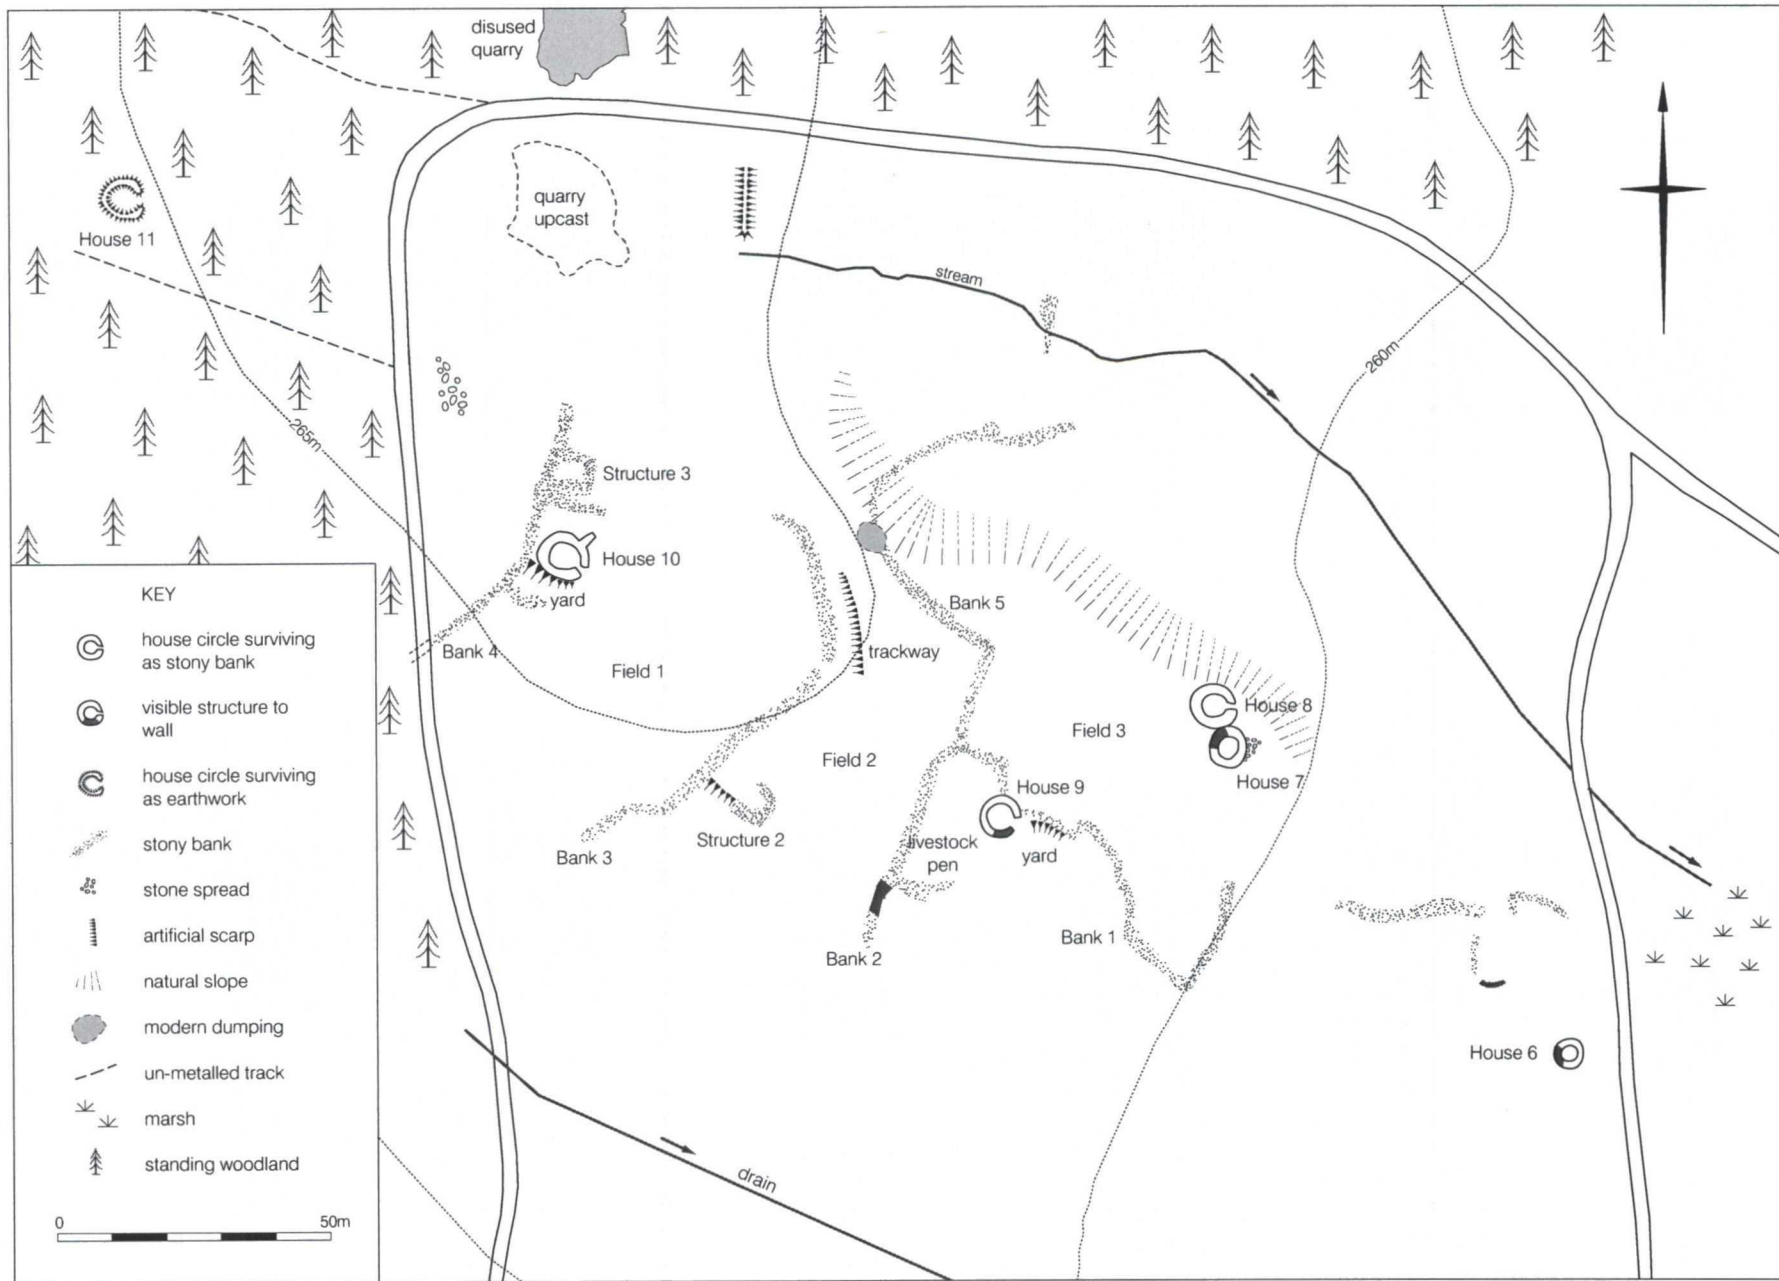 disused
quarry
quarry
upcast
House 11
stream
260m
265m
Structure 3
House 10
yard
Bank 4
Bank 5
trackway
Field 1
House 8
Field 3
Field 2
House 7
House 9
livestock
pen
yard
Structure 2
Bank 3
Bank 1
Bank 2
House 6
drain
KEY
house circle surviving
as stony bank
visible structure to
wall
house circle surviving
as earthwork
stony bank
stone spread
artificial scarp
natural slope
modern dumping
un-metalled track
marsh
standing woodland
0 50m